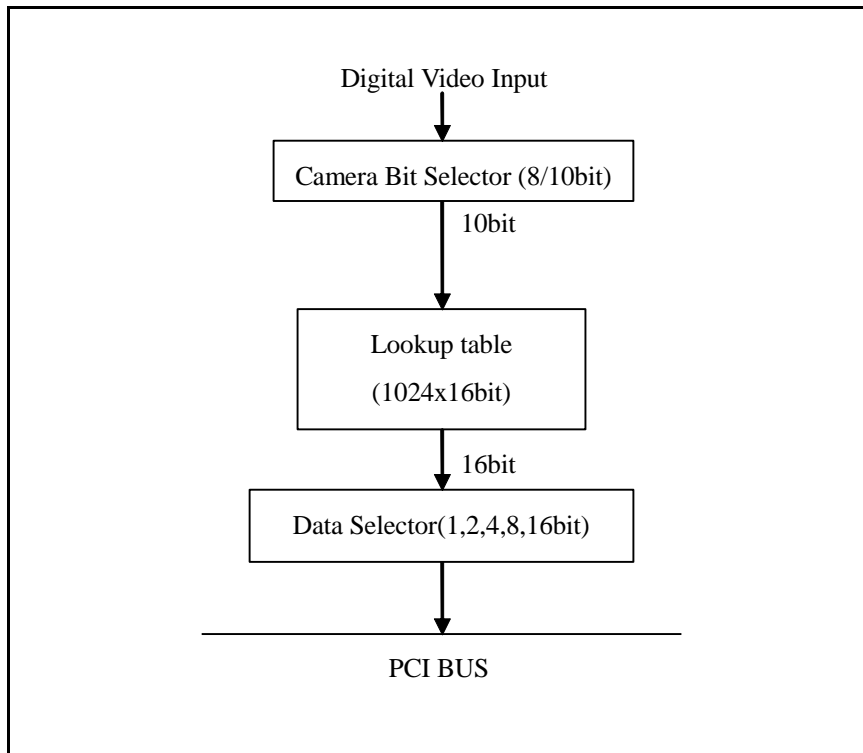 Digital Video Input
Camera Bit Selector (8/10bit)
10bit
Lookup table
(1024x16bit)
16bit
Data Selector(1,2,4,8,16bit)
PCI BUS